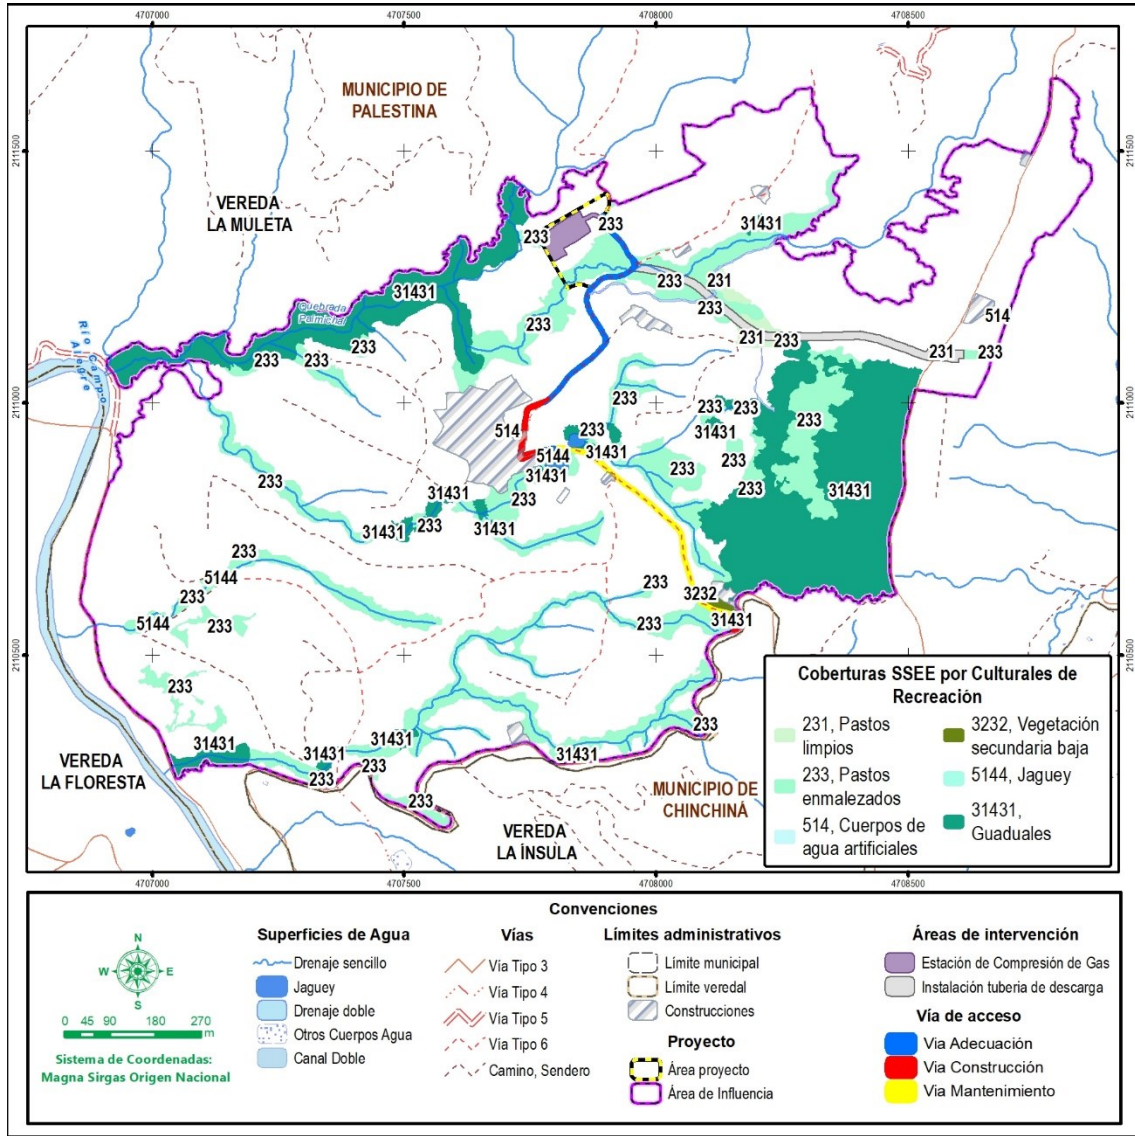 4707000
4707500
4708000
4708500
2111500
2111500
MUNICIPIO DE
PALESTINA
VEREDA
LA MULETA
233
233
31431
31431
233
231
Quebrada
Palmichal
233
514
233
231
233
231
233
Río Campo
Alegre
233
233
233
2111000
2111000
233
233
233
233
514
233
31431
5144
31431
233
31431
233
233
31431
233
31431
233
31431
233
31431
233
5144
233
3232
233
5144
233
233
31431
2110500
2110500
233
233
31431
31431
31431
233
233
233
VEREDA
LA FLORESTA
MUNICIPIO DE
CHINCHINÁ
VEREDA
LA ÍNSULA
Coberturas SSEE por Culturales de
Recreación
231, Pastos
limpios
233, Pastos
enmalezados
514, Cuerpos de
agua artificiales
3232, Vegetación
secundaria baja
5144, Jaguey
31431,
Guaduales
4707000
4707500
4708000
4708500
Convenciones
N
W
E
S
0 45 90 180 270
m
Sistema de Coordenadas:
Magna Sirgas Origen Nacional
Superficies de Agua
Drenaje sencillo
Jaguey
Drenaje doble
Otros Cuerpos Agua
Canal Doble
Vías
Vía Tipo 3
Vía Tipo 4
Vía Tipo 5
Vía Tipo 6
Camino, Sendero
Límites administrativos
Límite municipal
Límite veredal
Construcciones
Proyecto
Área proyecto
Área de Influencia
Áreas de intervención
Estación de Compresión de Gas
Instalación tuberia de descarga
Vía de acceso
Via Adecuación
Via Construcción
Via Mantenimiento